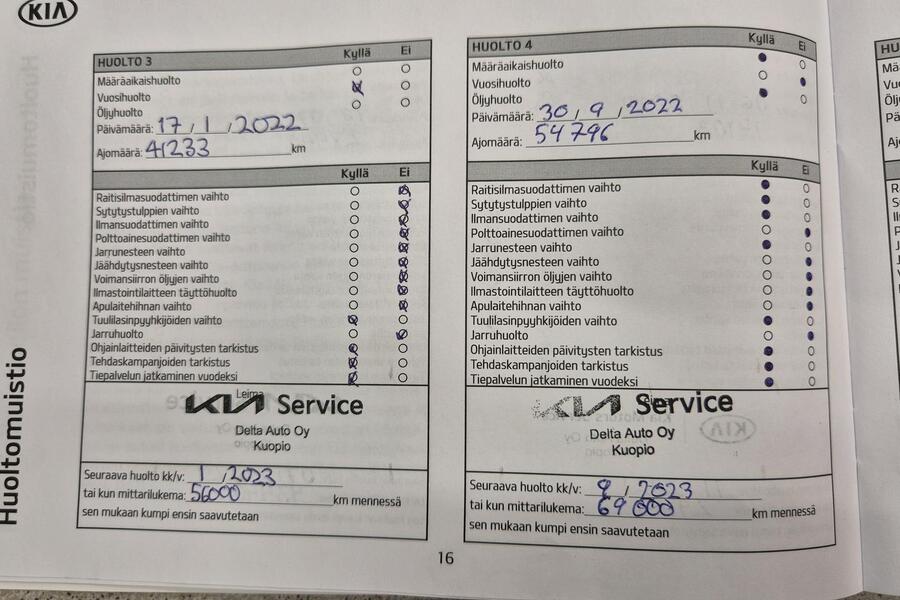 KIA
Huoltomuistio
HUOLTO 3 Kyllä Ei
Määräaikaishuolto
Vuosihuolto
Öljyhuolto
Päivämäärä: 17 / 1 / 2022
Ajomäärä: 41233 km
Kyllä Ei
Raitisilmasuodattimen vaihto
Sytytystulppien vaihto
Ilmansuodattimen vaihto
Polttoainesuodattimen vaihto
Jarrunesteen vaihto
Jäähdytysnesteen vaihto
Voimansiirron öljyjen vaihto
Ilmastointilaitteen täyttöhuolto
Apulaitehihnan vaihto
Tuulilasinpyyhkijöiden vaihto
Jarruhuolto
Ohjainlaitteiden päivitysten tarkistus
Tehdaskampanjoiden tarkistus
Tiepalvelun jatkaminen vuodeksi
Leima
KIA Service
Delta Auto Oy
Kuopio
Seuraava huolto kk/v: 1 / 2023
tai kun mittarilukema: 56000 km mennessä
sen mukaan kumpi ensin saavutetaan
HUOLTO 4 Kyllä Ei
Määräaikaishuolto
Vuosihuolto
Öljyhuolto
Päivämäärä: 30 / 9 / 2022
Ajomäärä: 54796 km
Kyllä Ei
Raitisilmasuodattimen vaihto
Sytytystulppien vaihto
Ilmansuodattimen vaihto
Polttoainesuodattimen vaihto
Jarrunesteen vaihto
Jäähdytysnesteen vaihto
Voimansiirron öljyjen vaihto
Ilmastointilaitteen täyttöhuolto
Apulaitehihnan vaihto
Tuulilasinpyyhkijöiden vaihto
Jarruhuolto
Ohjainlaitteiden päivitysten tarkistus
Tehdaskampanjoiden tarkistus
Tiepalvelun jatkaminen vuodeksi
Leima
KIA Service
Delta Auto Oy
Kuopio
Seuraava huolto kk/v: 9 / 2023
tai kun mittarilukema: 69000 km mennessä
sen mukaan kumpi ensin saavutetaan
16